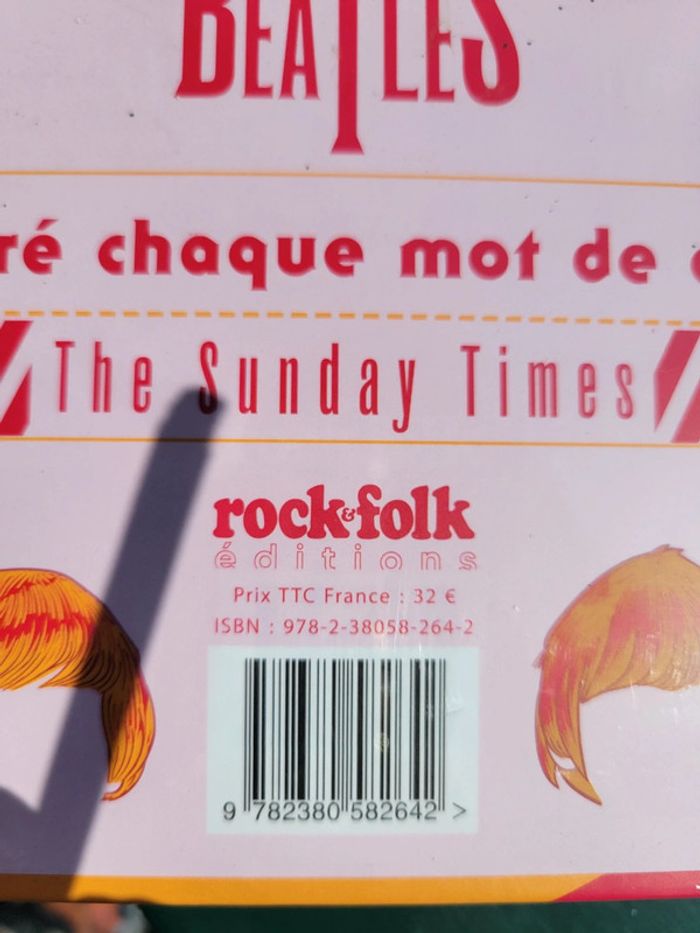 BEATLES
ré chaque mot de
The Sunday Times
rock&folk
éditions
Prix TTC France : 32 €
ISBN : 978-2-38058-264-2
9 782380 582642 >